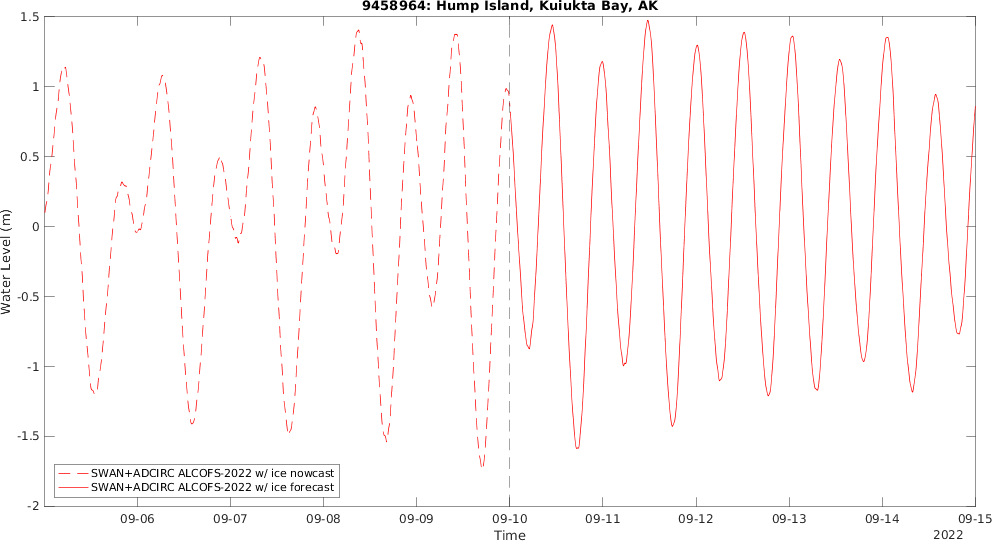 9458964: Hump Island, Kuiukta Bay, AK
1.5
1
0.5
0
-0.5
-1
-1.5
-2
Water Level (m)
SWAN+ADCIRC ALCOFS-2022 w/ ice nowcast
SWAN+ADCIRC ALCOFS-2022 w/ ice forecast
09-06 09-07 09-08 09-09 09-10 09-11 09-12 09-13 09-14 09-15
Time
2022